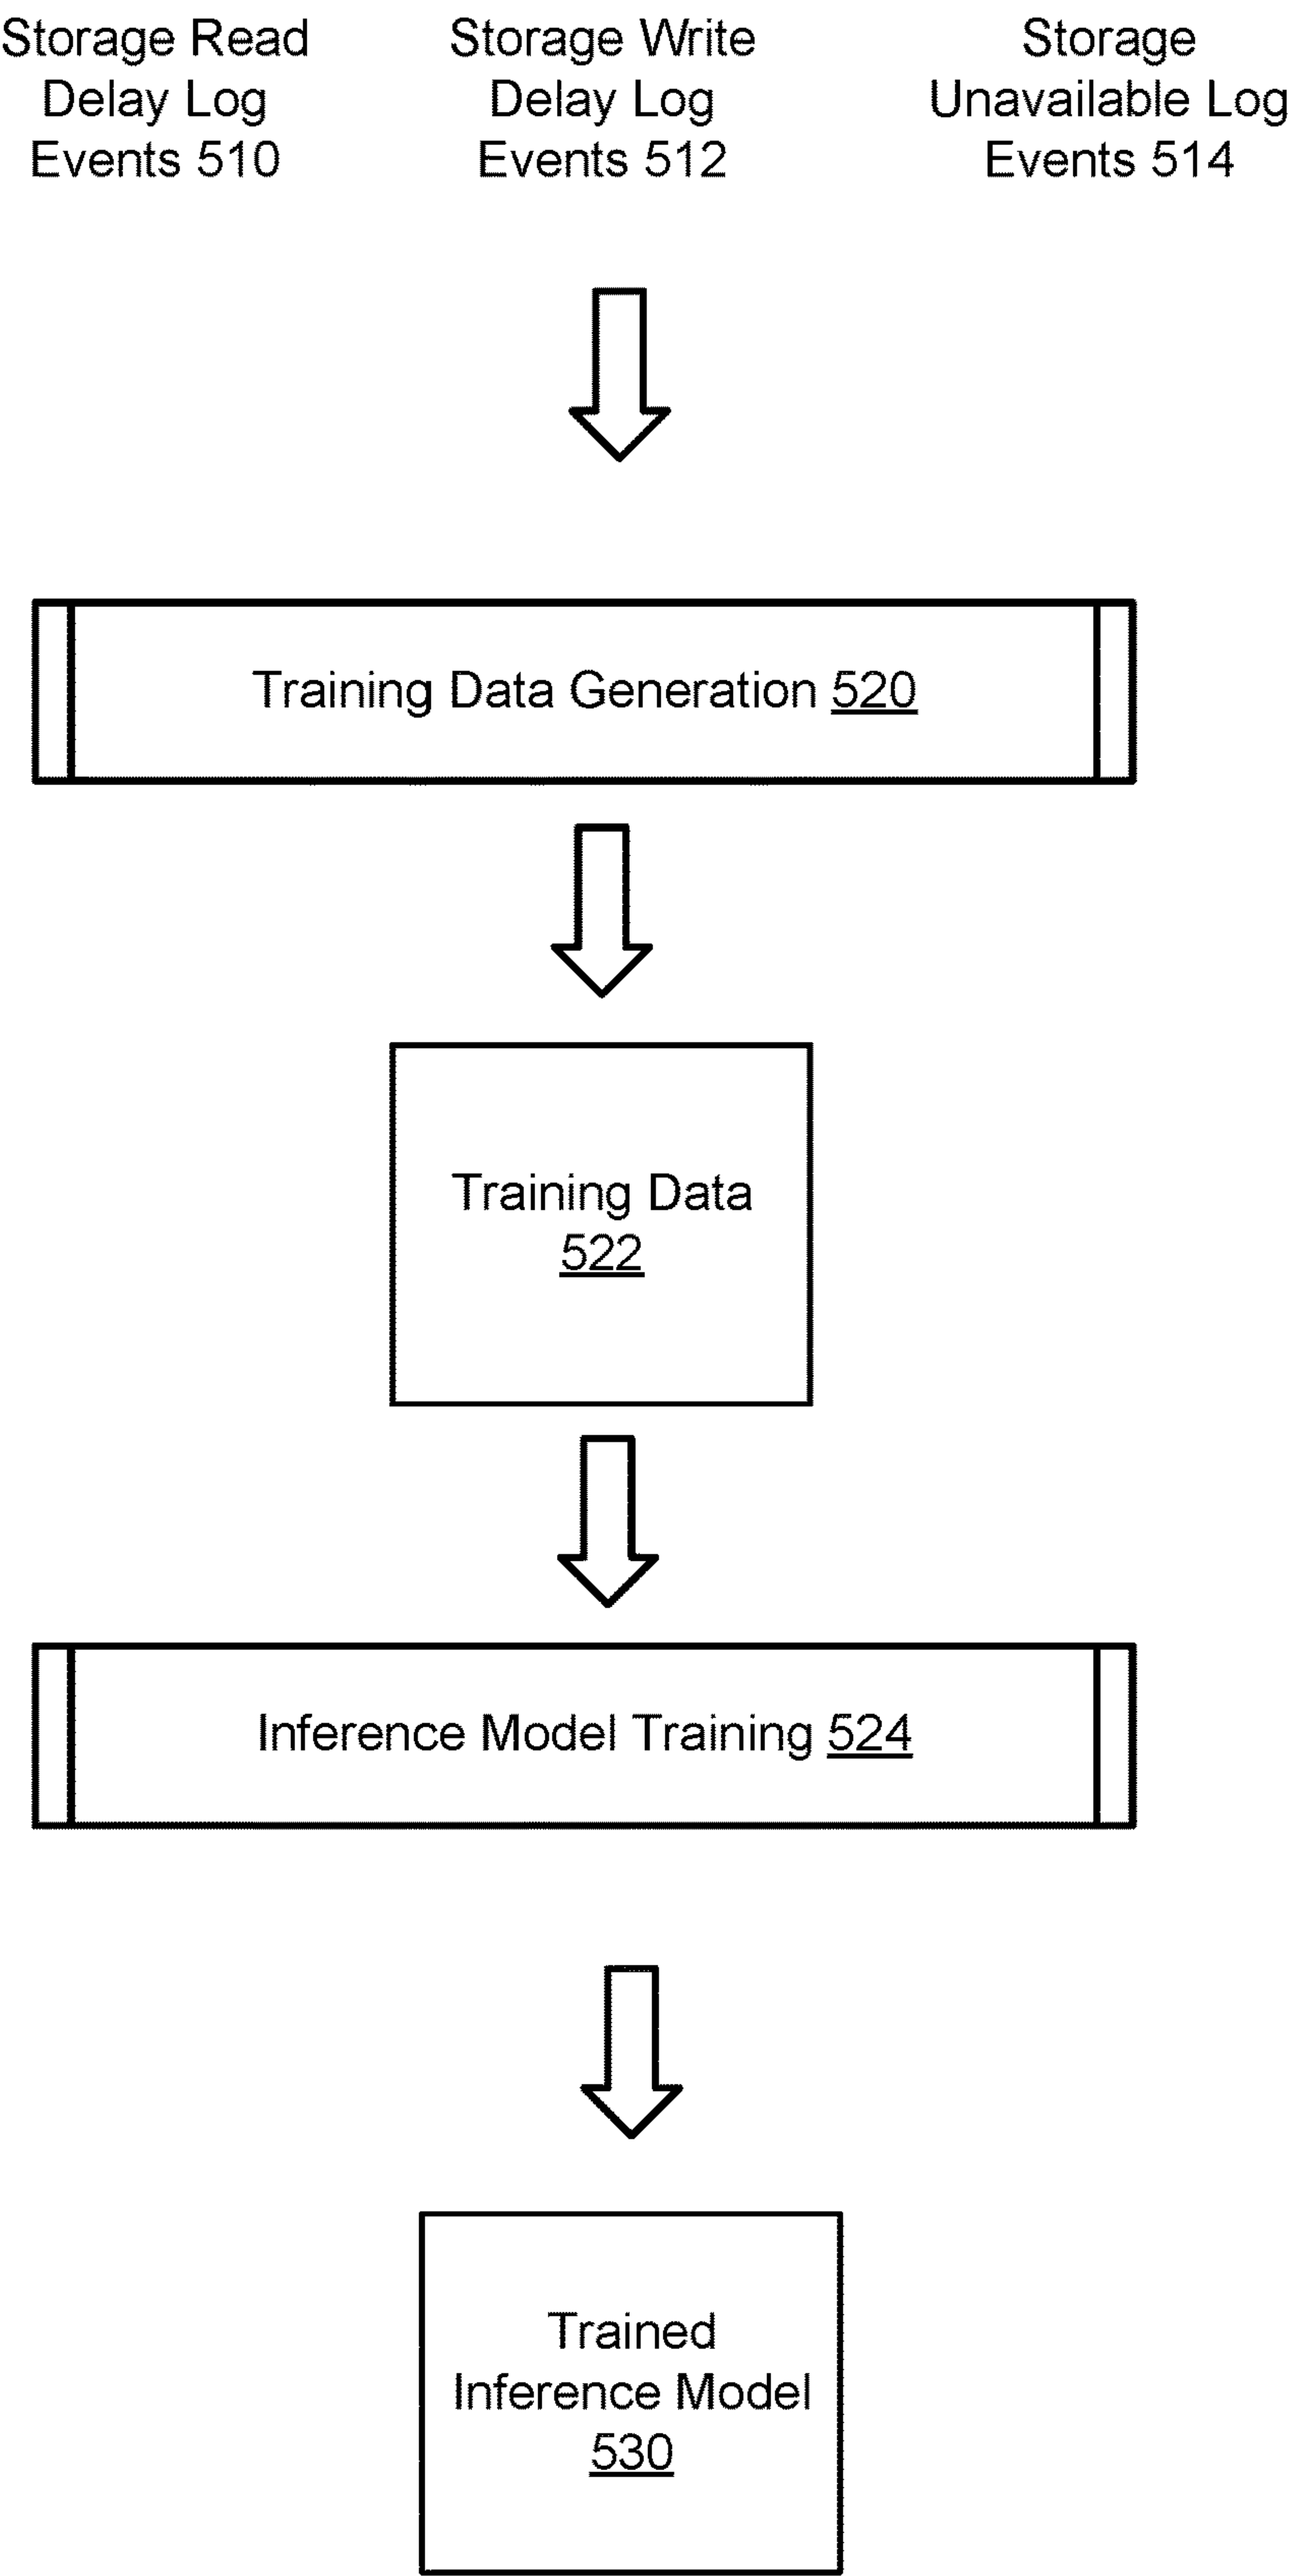 Storage Read
Delay Log
Events 510
Storage Write
Delay Log
Events 512
Storage
Unavailable Log
Events 514
Training Data Generation 520
Training Data
522
Inference Model Training 524
Trained
Inference Model
530